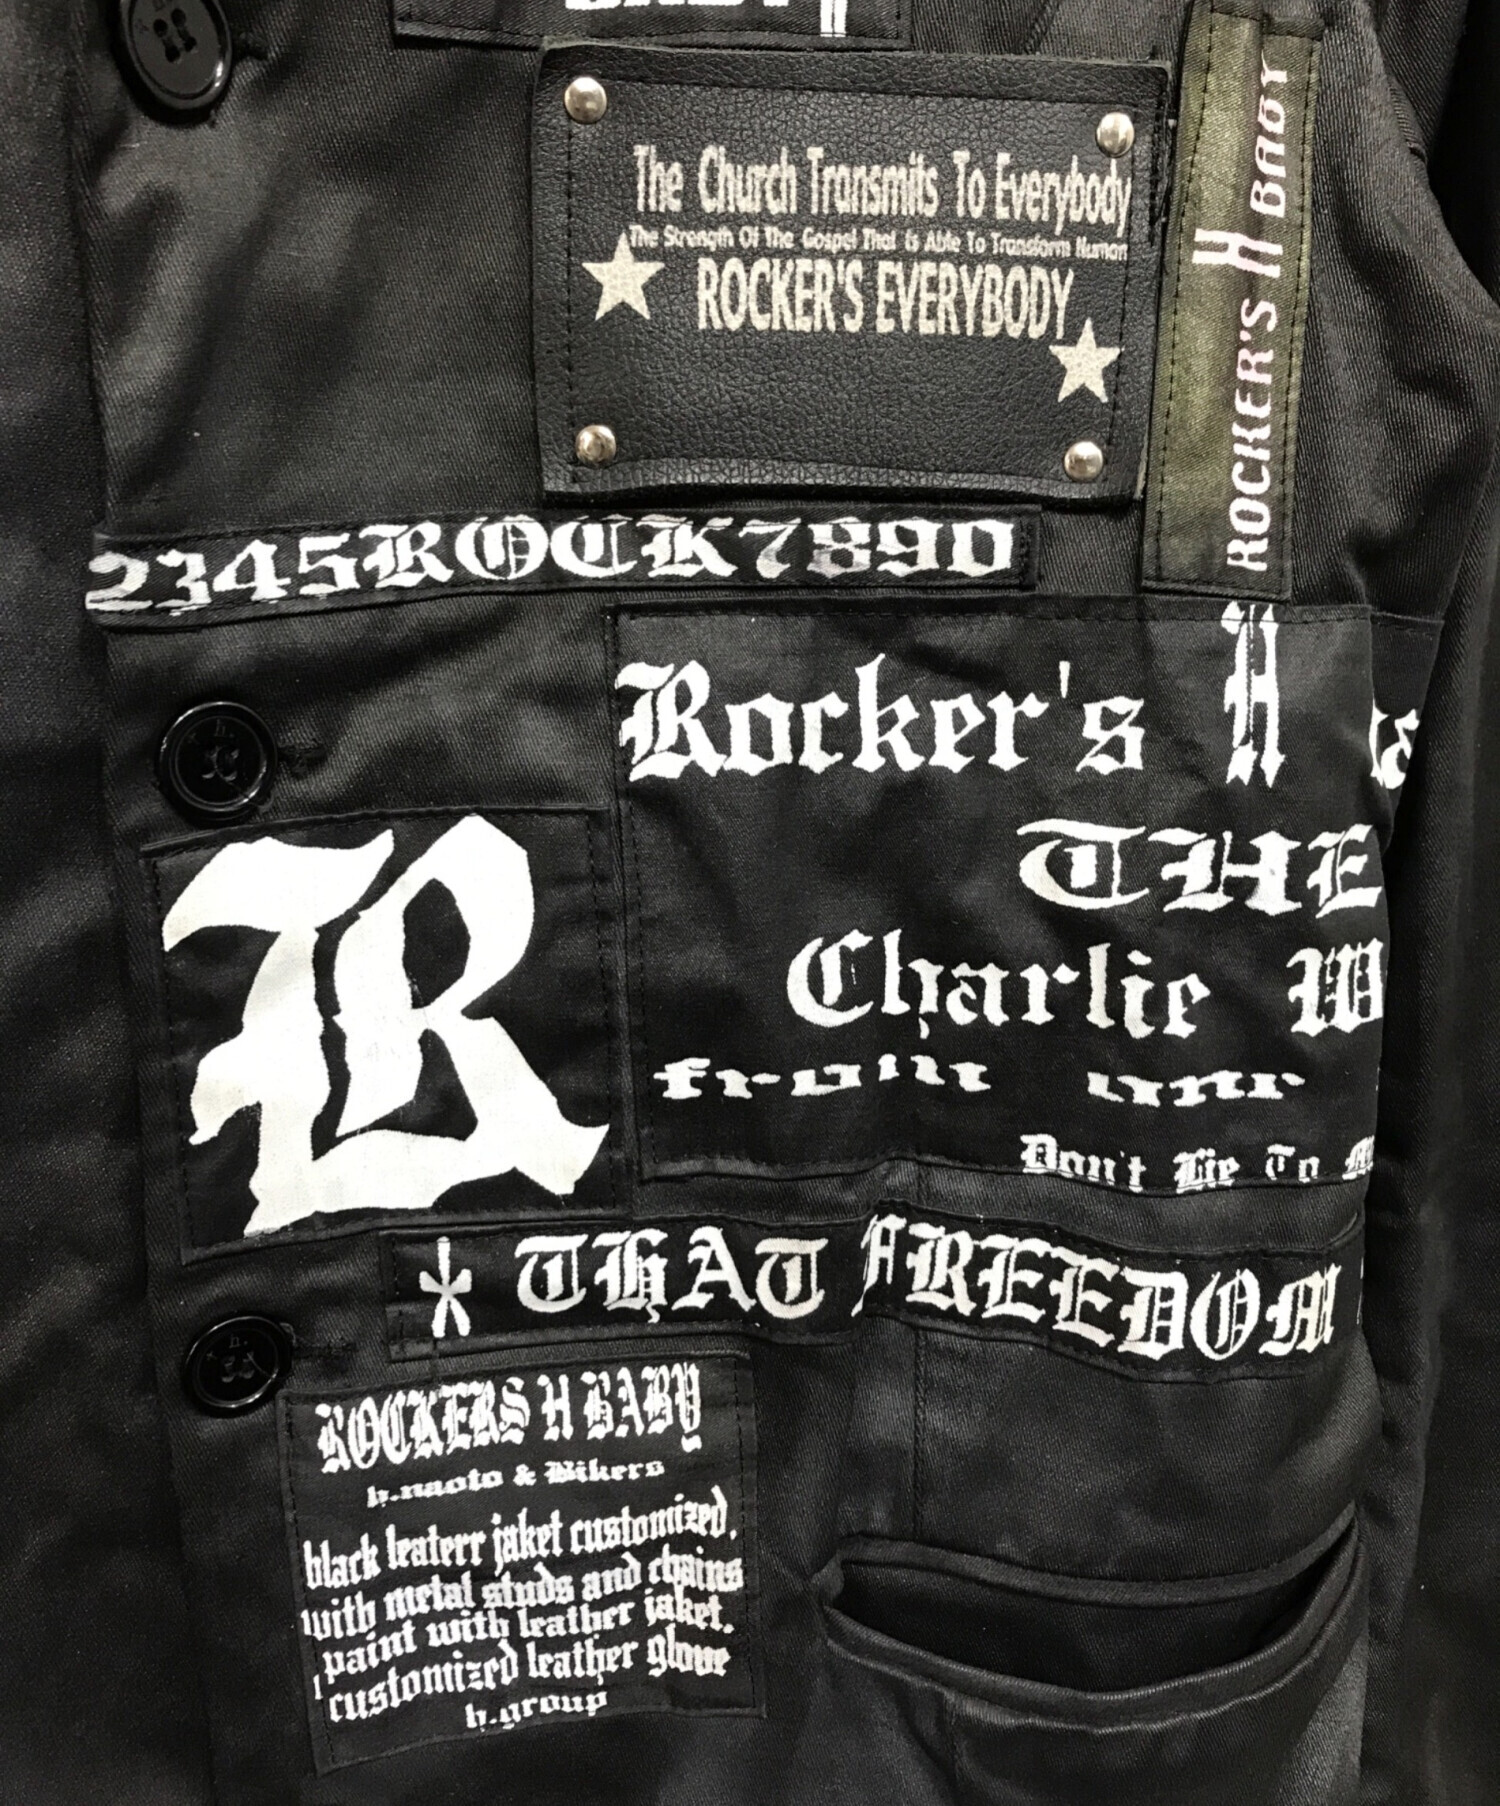 The Church Transmits To Everybody
The Strength Of The Gospel That Is Able To Transform Human
ROCKER'S EVERYBODY
ROCKER'S H BABY
2345ROCK7890
Rocker's H
THE
Charlie W
from
Don't Lie To
R
* THAT FREEDOM
ROCKERS H BABY
h.naoto & Bikers
black leaterr jaket customized.
with metal studs and chains
paint with leather jaket.
customized leather glove
h.group
h.
h.